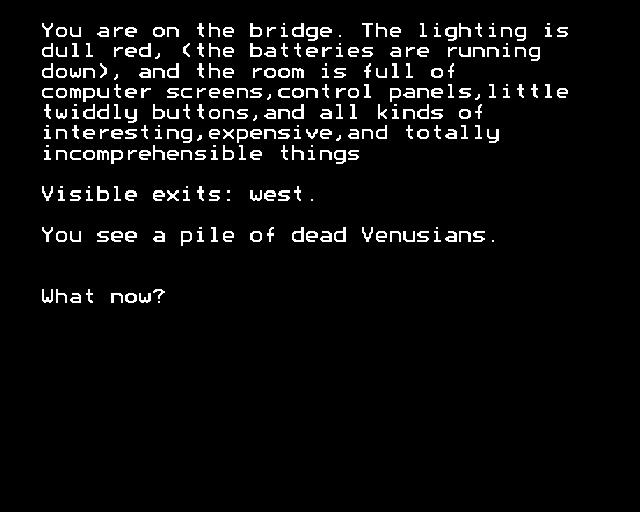 You are on the bridge. The lighting is
dull red, (the batteries are running
down), and the room is full of
computer screens,control panels,little
twiddly buttons,and all kinds of
interesting,expensive,and totally
incomprehensible things
Visible exits: west.
You see a pile of dead Venusians.
What now?